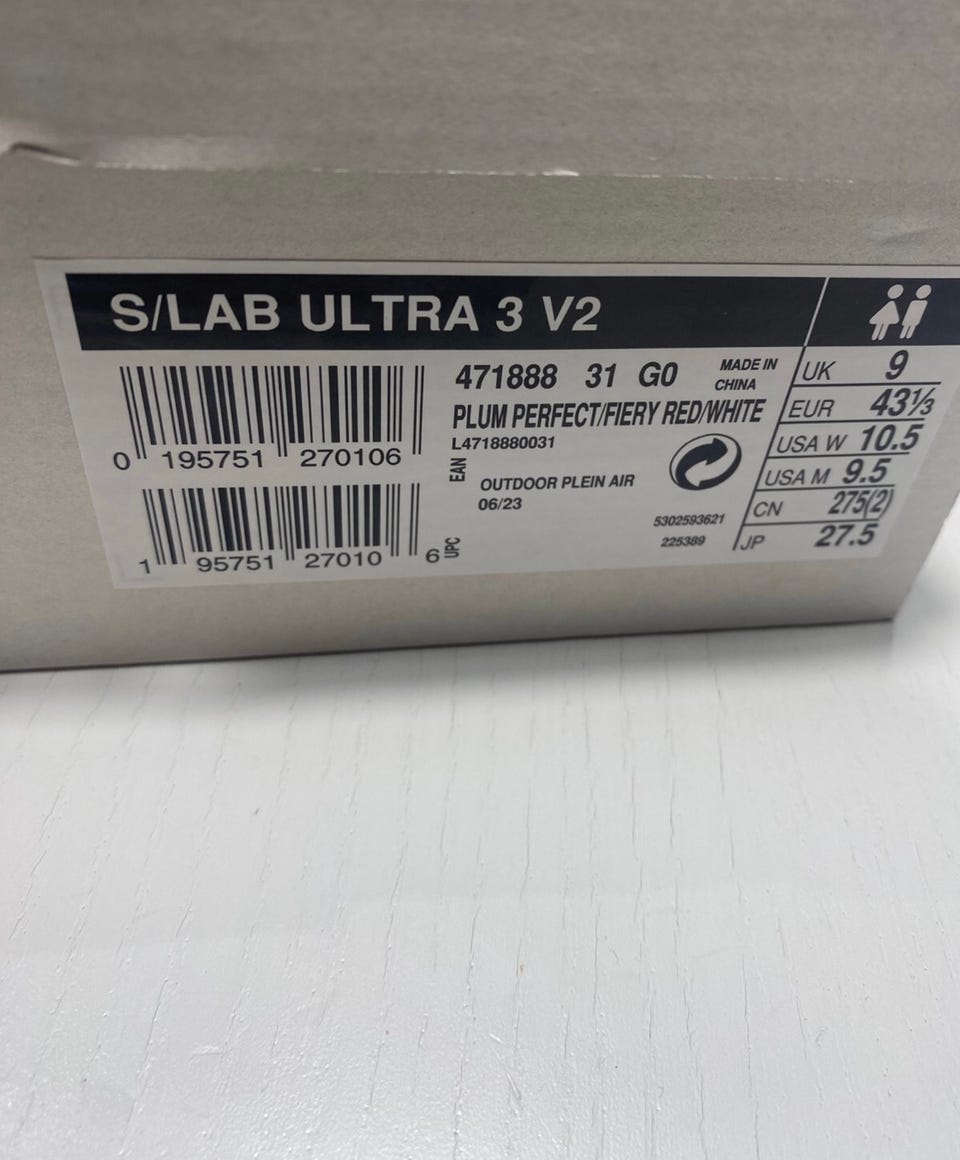 S/LAB ULTRA 3 V2
471888 31 G0 MADE IN CHINA
PLUM PERFECT/FIERY RED/WHITE
L4718880031
0 195751 270106
EAN
OUTDOOR PLEIN AIR
06/23
5302593621
225389
1 95751 27010 6
UPC
UK 9
EUR 43⅓
USA W 10.5
USA M 9.5
CN 275(2)
JP 27.5